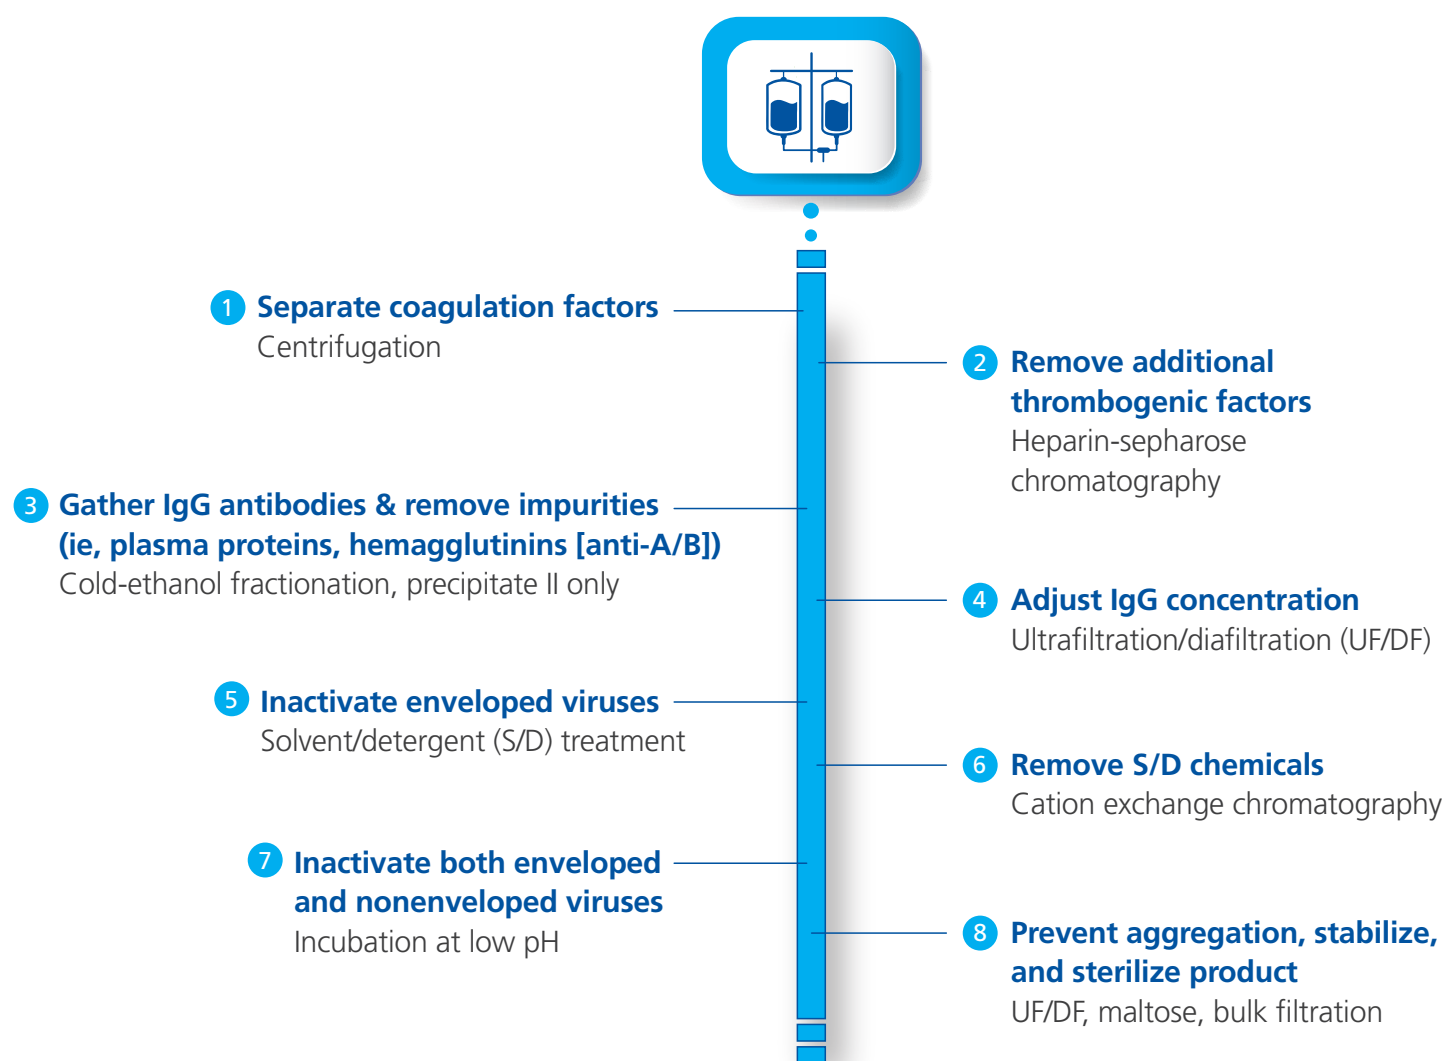 1 Separate coagulation factors
Centrifugation
2 Remove additional
thrombogenic factors
Heparin-sepharose
chromatography
3 Gather IgG antibodies & remove impurities
(ie, plasma proteins, hemagglutinins [anti-A/B])
Cold-ethanol fractionation, precipitate II only
4 Adjust IgG concentration
Ultrafiltration/diafiltration (UF/DF)
5 Inactivate enveloped viruses
Solvent/detergent (S/D) treatment
6 Remove S/D chemicals
Cation exchange chromatography
7 Inactivate both enveloped
and nonenveloped viruses
Incubation at low pH
8 Prevent aggregation, stabilize,
and sterilize product
UF/DF, maltose, bulk filtration